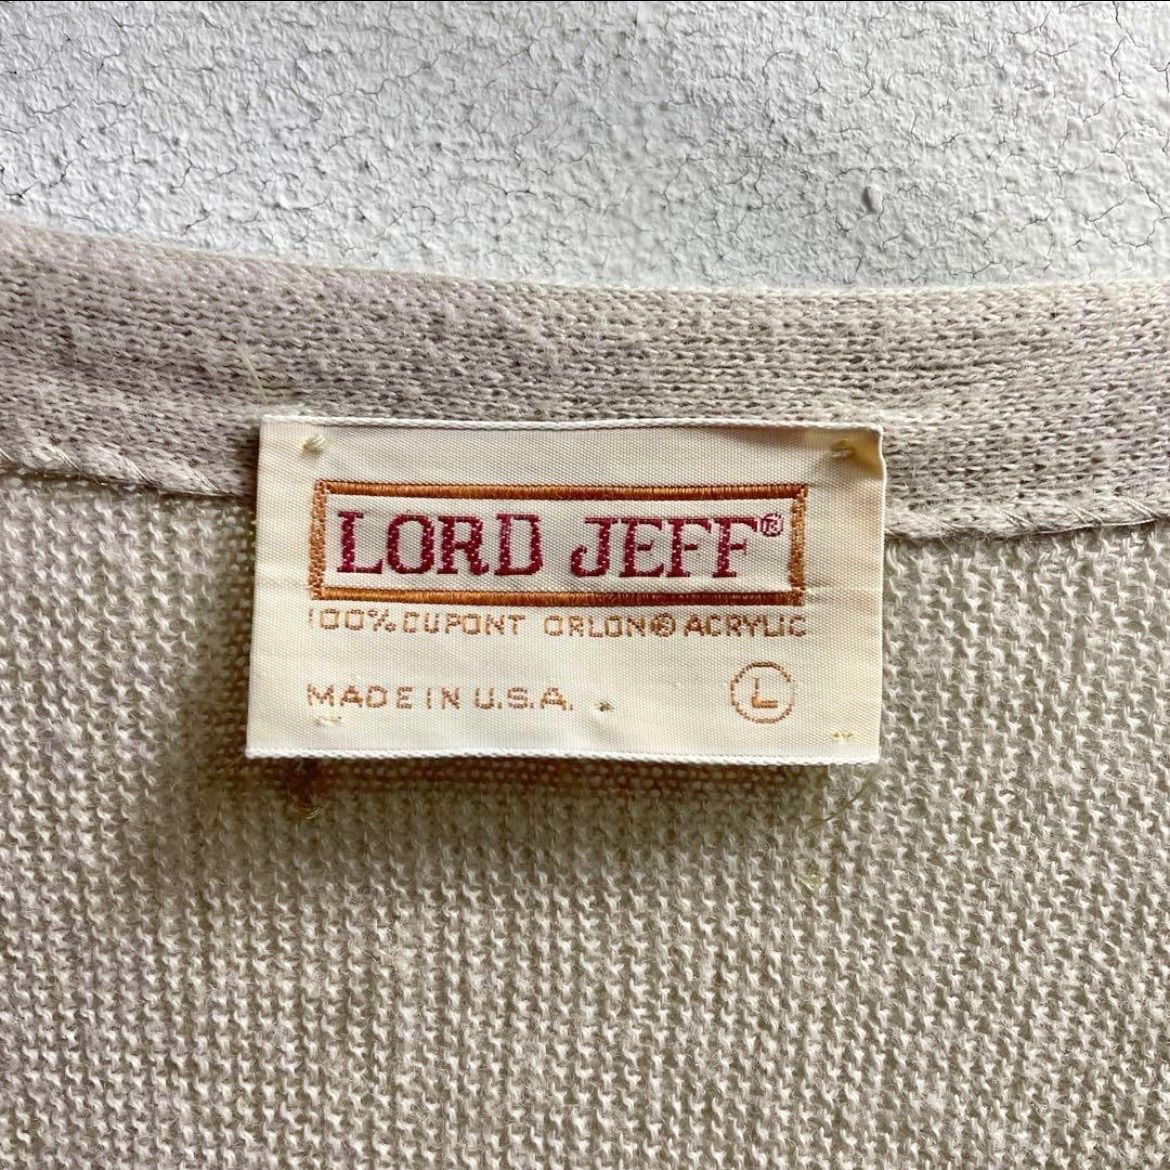 LORD JEFF®
100% DUPONT ORLON® ACRYLIC
MADE IN U.S.A.
L